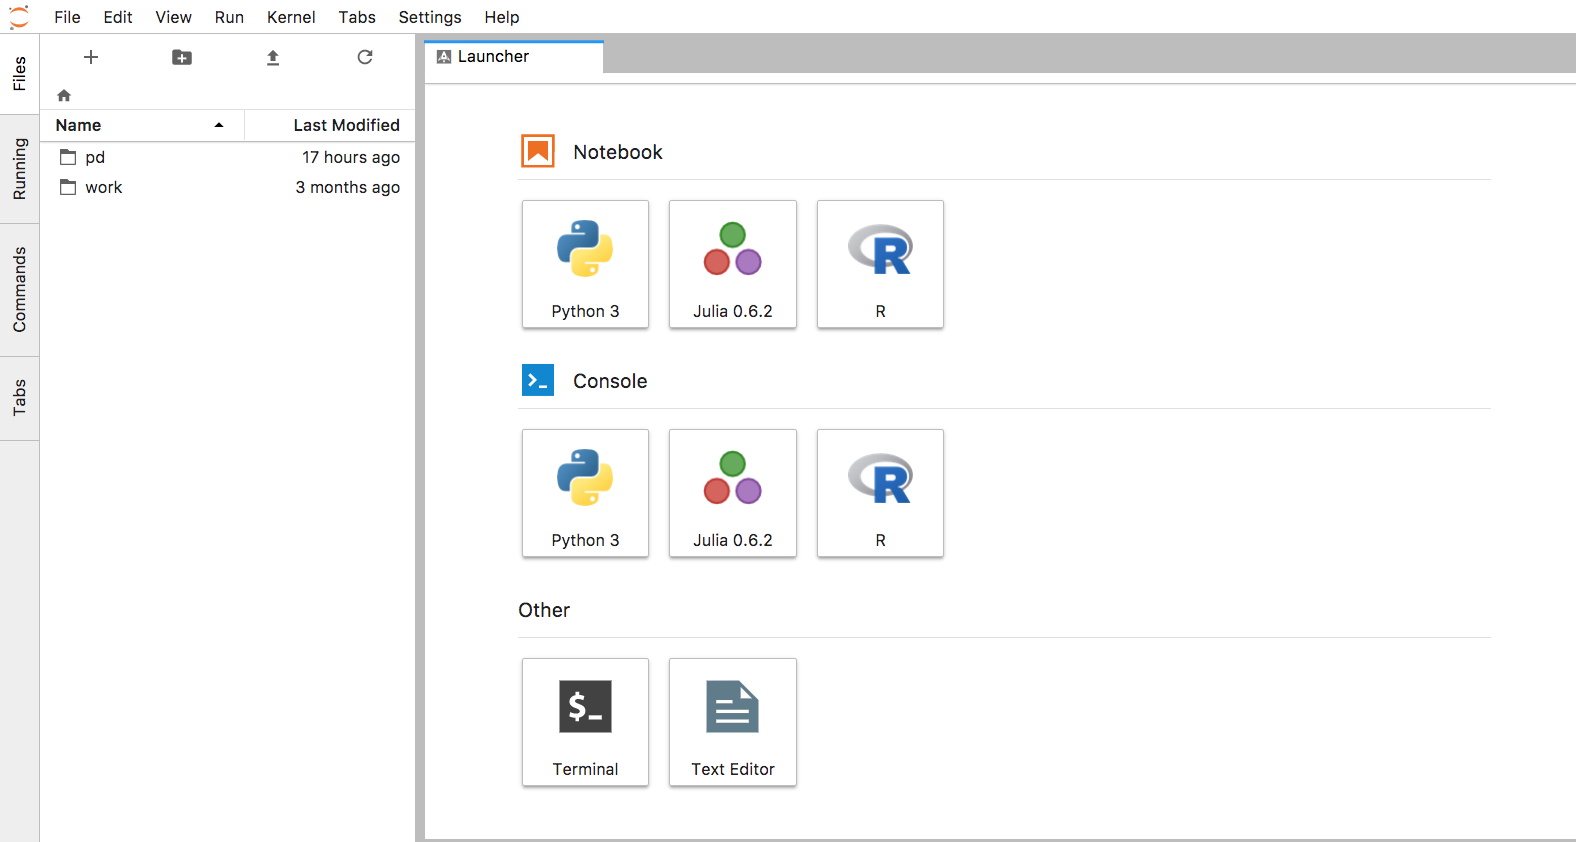 File Edit View Run Kernel Tabs Settings Help
Files
Running
Commands
Tabs
Name Last Modified
pd 17 hours ago
work 3 months ago
Launcher
Notebook
Python 3
Julia 0.6.2
R
Console
Python 3
Julia 0.6.2
R
Other
$_
Terminal
Text Editor